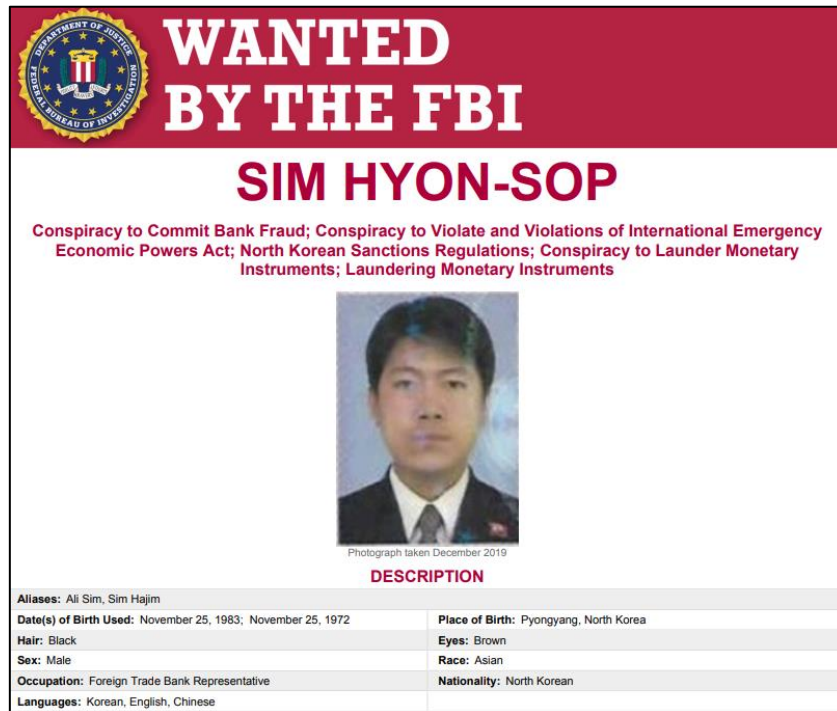 DEPARTMENT OF JUSTICE
FEDERAL BUREAU OF INVESTIGATION
WANTED
BY THE FBI
SIM HYON-SOP
Conspiracy to Commit Bank Fraud; Conspiracy to Violate and Violations of International Emergency
Economic Powers Act; North Korean Sanctions Regulations; Conspiracy to Launder Monetary
Instruments; Laundering Monetary Instruments
Photograph taken December 2019
DESCRIPTION
Aliases: Ali Sim, Sim Hajim
Date(s) of Birth Used: November 25, 1983; November 25, 1972
Place of Birth: Pyongyang, North Korea
Hair: Black
Eyes: Brown
Sex: Male
Race: Asian
Occupation: Foreign Trade Bank Representative
Nationality: North Korean
Languages: Korean, English, Chinese